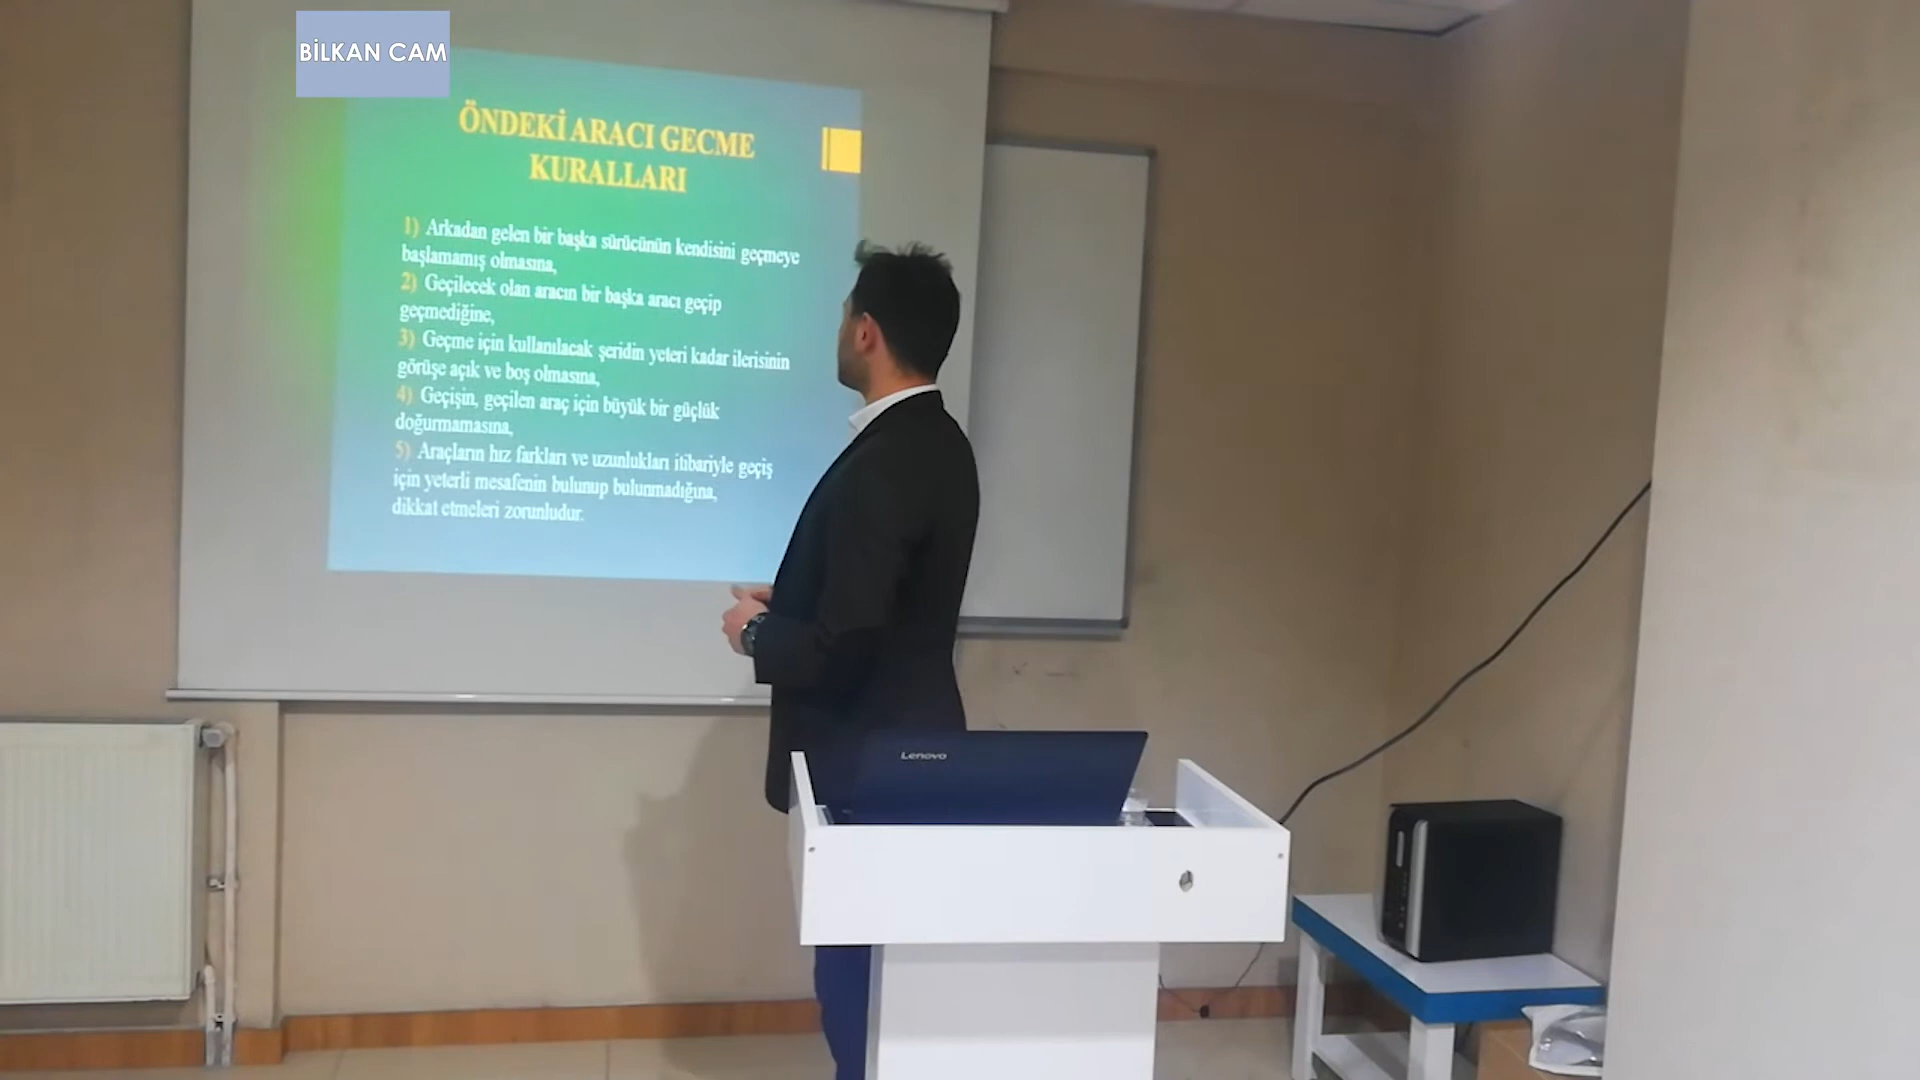 BİLKAN CAM
ÖNDEKİ ARACI GECME
KURALLARI
1) Arkadan gelen bir başka sürücünün kendisini geçmeye
başlamamış olmasına,
2) Geçilecek olan aracın bir başka aracı geçip
geçmediğine,
3) Geçme için kullanılacak şeridin yeteri kadar ilerisinin
görüşe açık ve boş olmasına,
4) Geçişin, geçilen araç için büyük bir güçlük
doğurmamasına,
5) Araçların hız farkları ve uzunlukları itibariyle geçiş
için yeterli mesafenin bulunup bulunmadığına,
dikkat etmeleri zorunludur.
Lenovo